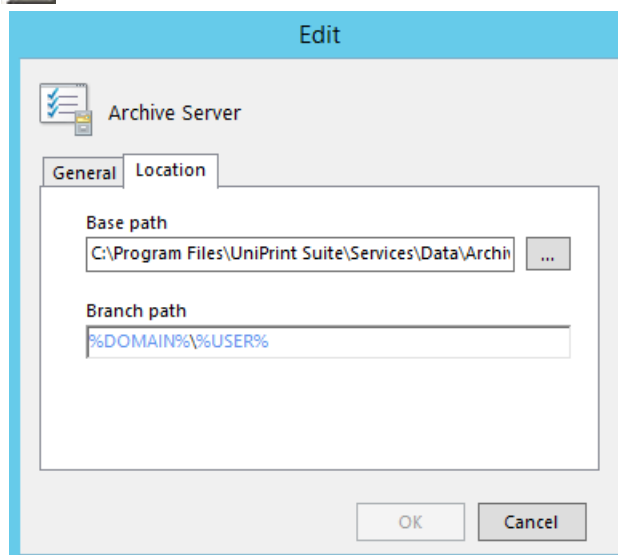 Edit
Archive Server
General Location
Base path
C:\Program Files\UniPrint Suite\Services\Data\Archi
...
Branch path
%DOMAIN%\%USER%
OK Cancel